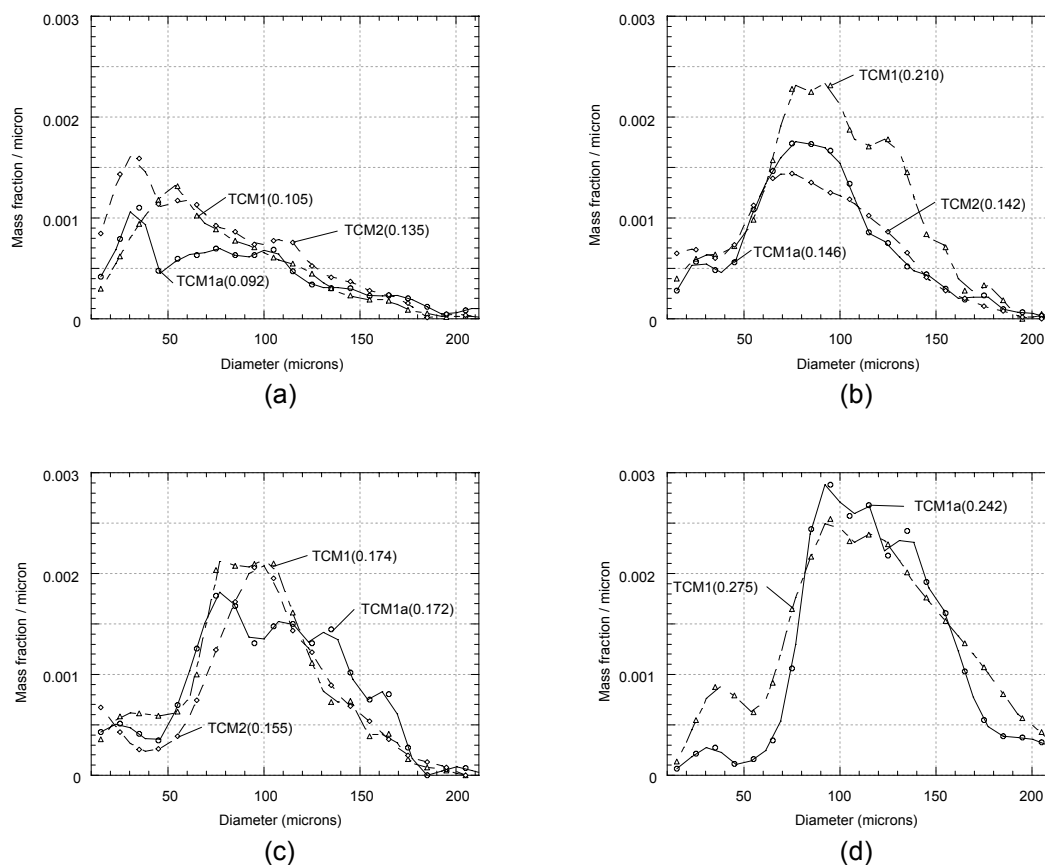 0.003
0.002
0.001
0
Mass fraction / micron
TCM1(0.105)
TCM2(0.135)
TCM1a(0.092)
50 100 150 200
Diameter (microns)
(a)
0.003
0.002
0.001
0
Mass fraction / micron
TCM1(0.210)
TCM2(0.142)
TCM1a(0.146)
50 100 150 200
Diameter (microns)
(b)
0.003
0.002
0.001
0
Mass fraction / micron
TCM1(0.174)
TCM1a(0.172)
TCM2(0.155)
50 100 150 200
Diameter (microns)
(c)
0.003
0.002
0.001
0
Mass fraction / micron
TCM1a(0.242)
TCM1(0.275)
50 100 150 200
Diameter (microns)
(d)